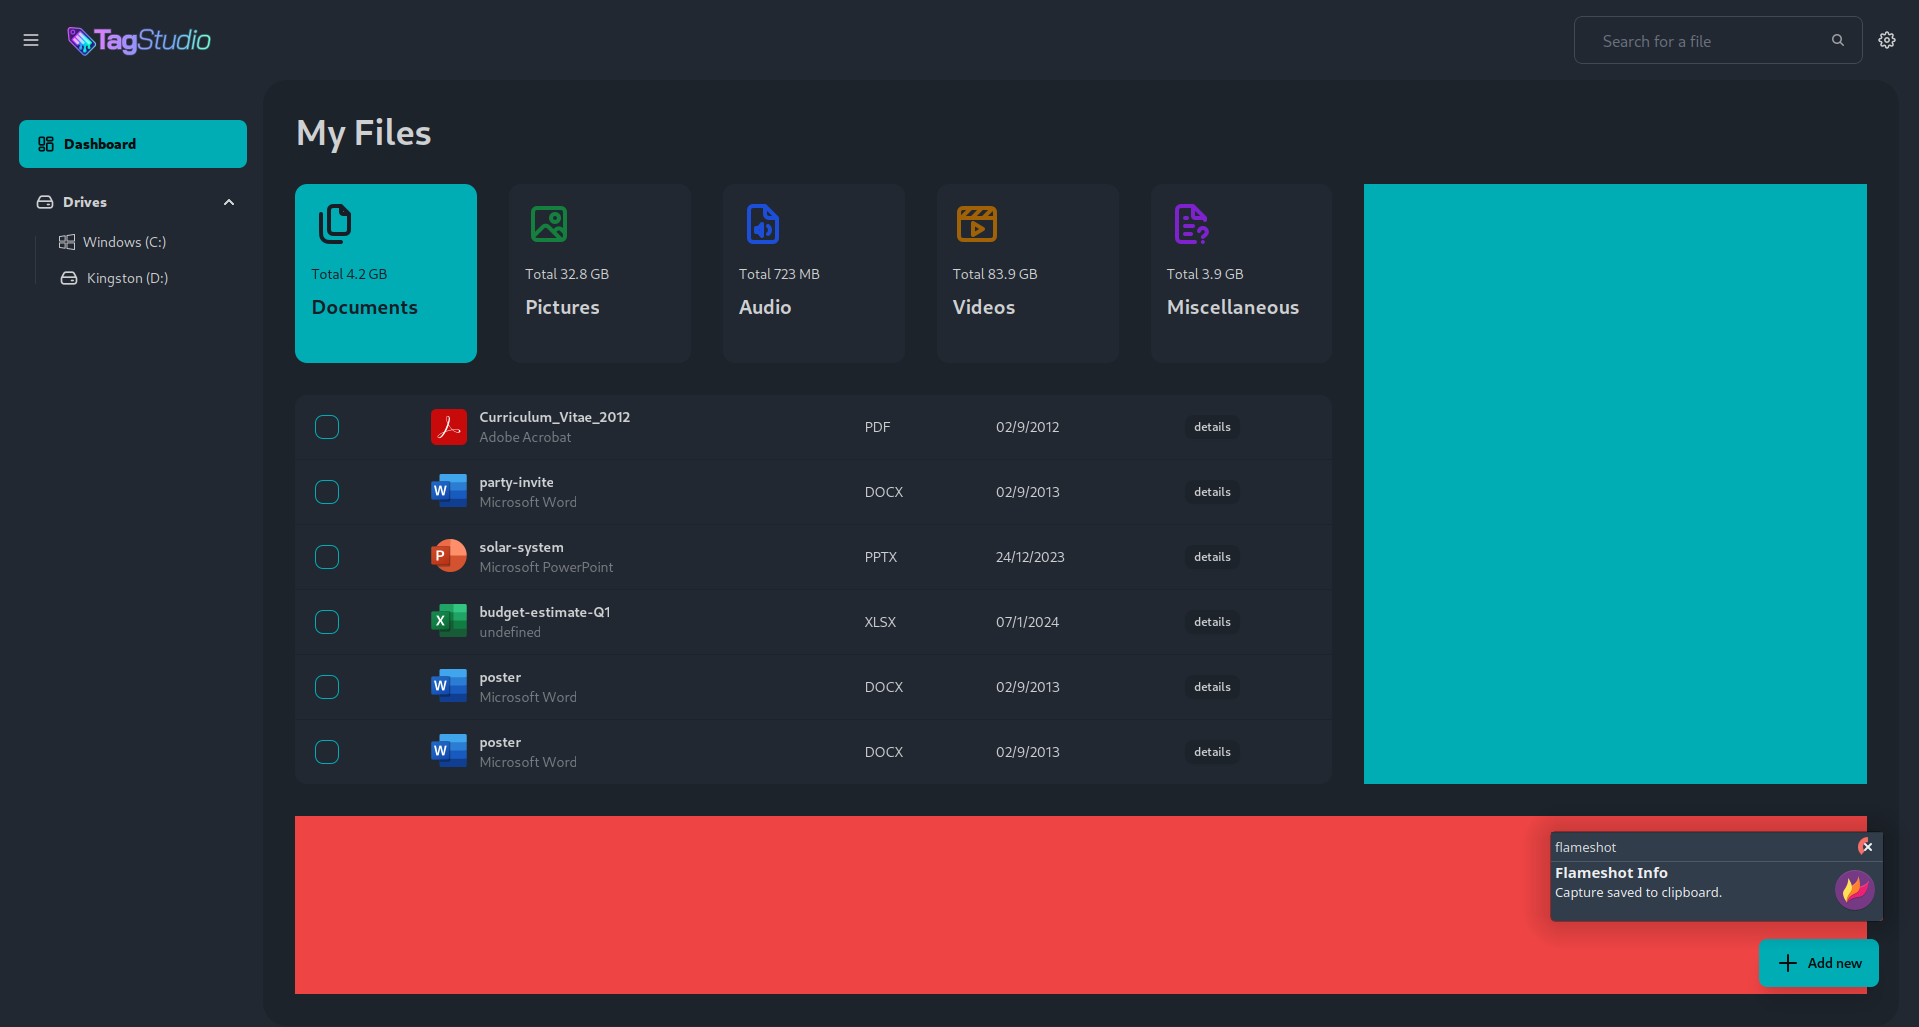 TagStudio
Search for a file
Dashboard
Drives
Windows (C:)
Kingston (D:)
My Files
Total 4.2 GB
Documents
Total 32.8 GB
Pictures
Total 723 MB
Audio
Total 83.9 GB
Videos
Total 3.9 GB
Miscellaneous
Curriculum_Vitae_2012
Adobe Acrobat
PDF
02/9/2012
details
W
party-invite
Microsoft Word
DOCX
02/9/2013
details
P
solar-system
Microsoft PowerPoint
PPTX
24/12/2023
details
X
budget-estimate-Q1
undefined
XLSX
07/1/2024
details
W
poster
Microsoft Word
DOCX
02/9/2013
details
W
poster
Microsoft Word
DOCX
02/9/2013
details
flameshot
Flameshot Info
Capture saved to clipboard.
Add new